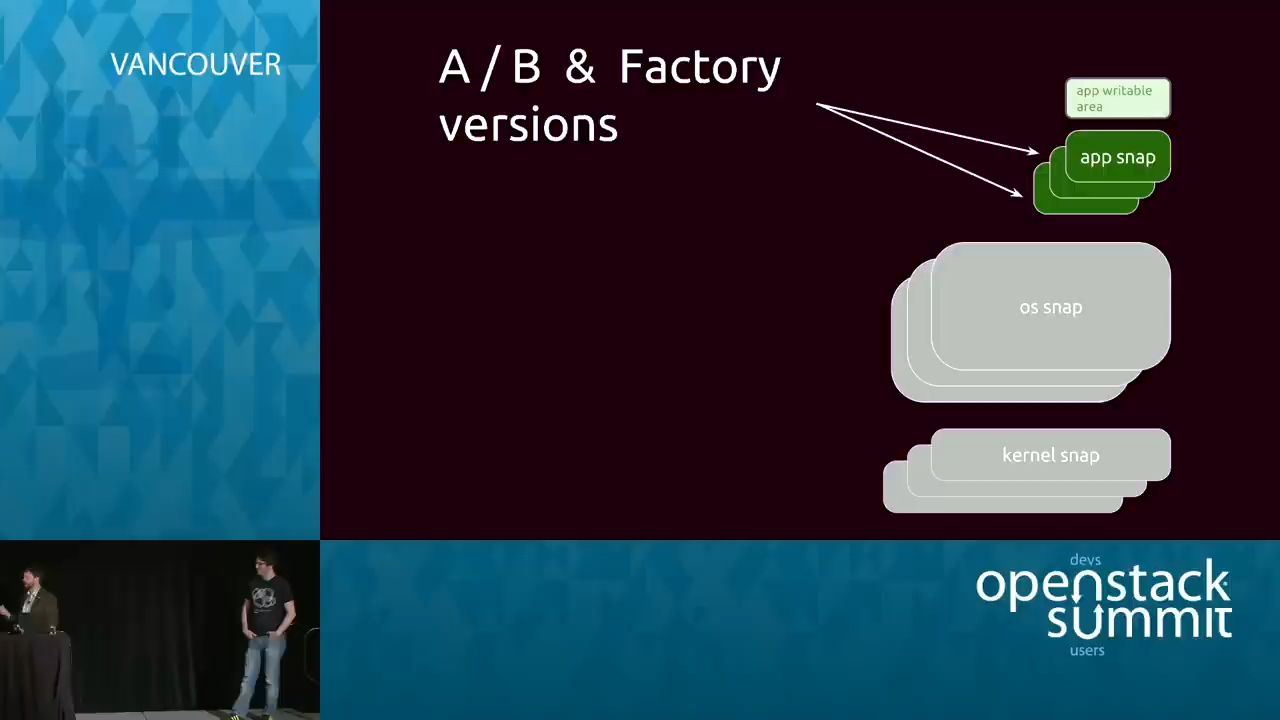 VANCOUVER
A / B & Factory
versions
app writable
area
app snap
os snap
kernel snap
devs
openstack
summit
users